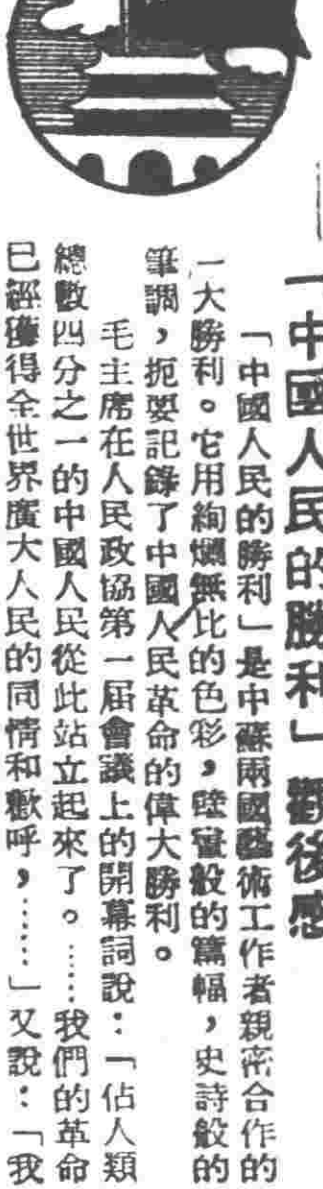 「中國人民的勝利」觀後感
「中國人民的勝利」是中蘇兩國藝術工作者親密合作的
一大勝利。它用絢爛無比的色彩，壁畫般的篇幅，史詩般的
筆調，扼要記錄了中國人民革命的偉大勝利。
毛主席在人民政協第一屆會議上的開幕詞說：「佔人類
總數四分之一的中國人民從此站立起來了。……我們的革命
已經獲得全世界廣大人民的同情和歡呼，……」又說：「我